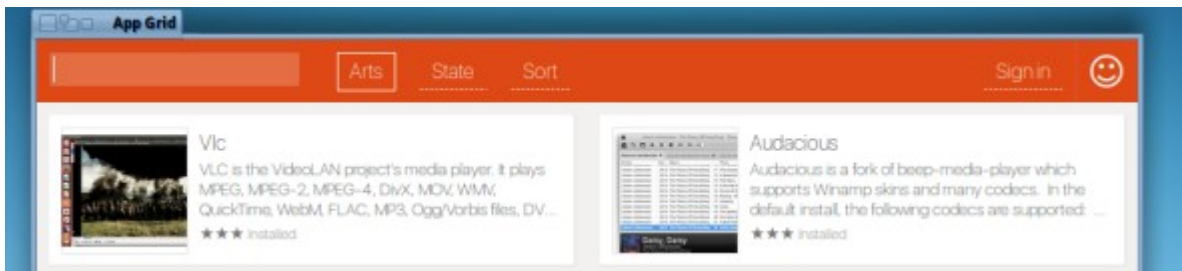 App Grid
Arts State Sort Sign in
Vlc
VLC is the VideoLAN project's media player. It plays
MPEG, MPEG-2, MPEG-4, DivX, MOV, WMV,
QuickTime, WebM, FLAC, MP3, Ogg/Vorbis files, DV...
★★★ installed
Audacious
Audacious is a fork of beep-media-player which
supports Winamp skins and many codecs. In the
default install, the following codecs are supported: ...
★★★ installed
Daisy, Daisy